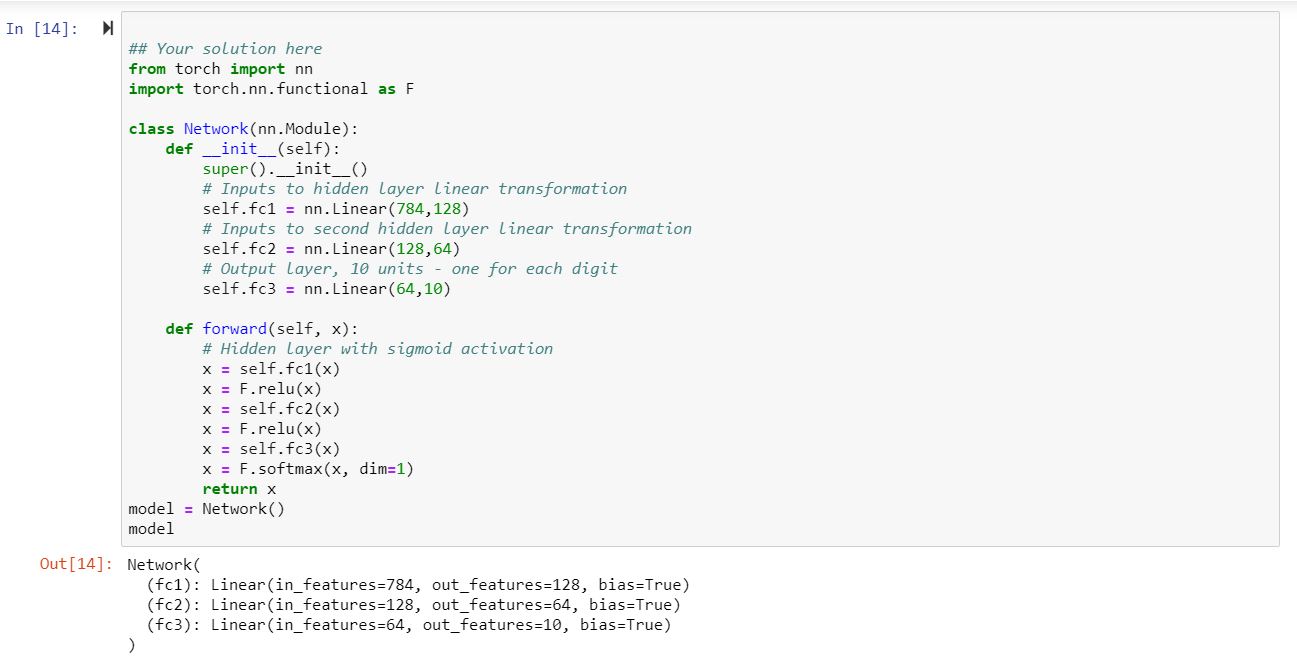 In [14]:
## Your solution here
from torch import nn
import torch.nn.functional as F
class Network(nn.Module):
    def __init__(self):
        super().__init__()
        # Inputs to hidden layer linear transformation
        self.fc1 = nn.Linear(784,128)
        # Inputs to second hidden layer linear transformation
        self.fc2 = nn.Linear(128,64)
        # Output layer, 10 units - one for each digit
        self.fc3 = nn.Linear(64,10)
    def forward(self, x):
        # Hidden layer with sigmoid activation
        x = self.fc1(x)
        x = F.relu(x)
        x = self.fc2(x)
        x = F.relu(x)
        x = self.fc3(x)
        x = F.softmax(x, dim=1)
        return x
model = Network()
model
Out[14]: Network(
  (fc1): Linear(in_features=784, out_features=128, bias=True)
  (fc2): Linear(in_features=128, out_features=64, bias=True)
  (fc3): Linear(in_features=64, out_features=10, bias=True)
)